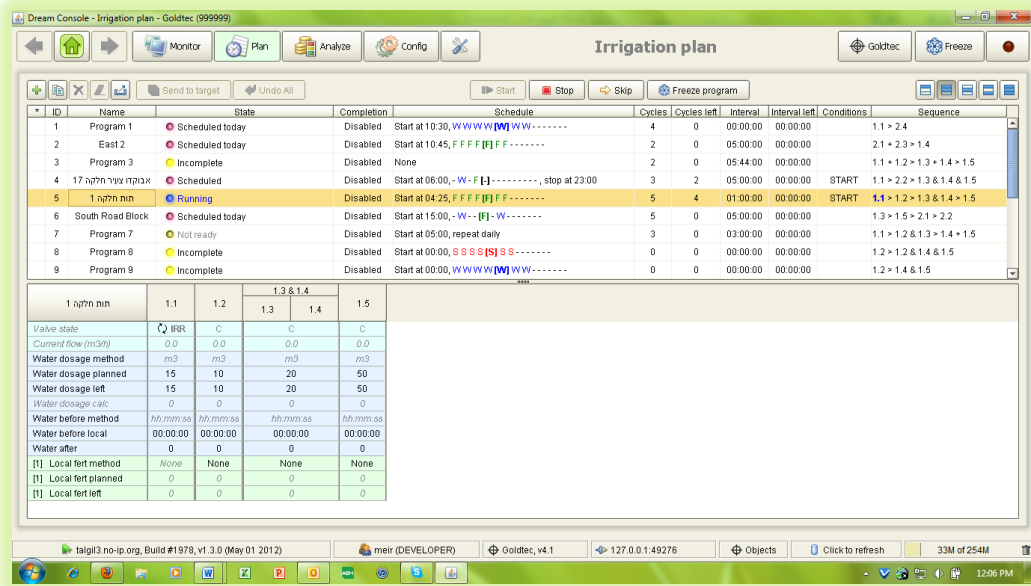 Dream Console - Irrigation plan - Goldtec (999999)
Monitor Plan Analyze Config Irrigation plan Goldtec Freeze
Send to target Undo All Start Stop Skip Freeze program
* ID Name State Completion Schedule Cycles Cycles left Interval Interval left Conditions Sequence
1 Program 1 Scheduled today Disabled Start at 10:30, W W W W [W] W W - - - - - - - 4 0 00:00:00 00:00:00 1.1 > 2.4
2 East 2 Scheduled today Disabled Start at 10:45, F F F F [F] F F - - - - - - - 2 0 05:00:00 00:00:00 2.1 + 2.3 > 1.4
3 Program 3 Incomplete Disabled None 2 0 05:44:00 00:00:00 1.1 + 1.2 > 1.3 + 1.4 > 1.5
4 אבוקדו צעיר חלקה 17 Scheduled Disabled Start at 06:00, - W - F [-] - - - - - - - - - , stop at 23:00 3 2 05:00:00 00:00:00 START 1.1 > 2.2 > 1.3 & 1.4 & 1.5
5 תות חלקה 1 Running Disabled Start at 04:25, F F F F [F] F F - - - - - - - 5 4 01:00:00 00:00:00 START 1.1 > 1.2 > 1.3 & 1.4 > 1.5
6 South Road Block Scheduled today Disabled Start at 15:00, - W - - [F] - W - - - - - - - 5 0 05:00:00 00:00:00 1.3 > 1.5 > 2.1 > 2.2
7 Program 7 Not ready Disabled Start at 05:00, repeat daily 3 0 03:00:00 00:00:00 1.1 > 1.2 & 1.3 > 1.4 + 1.5
8 Program 8 Incomplete Disabled Start at 00:00, S S S S [S] S S - - - - - - - 0 0 00:00:00 00:00:00 1.2 > 1.2 & 1.4 & 1.5
9 Program 9 Incomplete Disabled Start at 00:00, W W W W [W] W W - - - - - - - 0 0 00:00:00 00:00:00 1.2 > 1.4 & 1.5
תות חלקה 1 1.1 1.2 1.3 & 1.4 1.5
1.3 1.4
Valve state IRR C C C
Current flow (m3/h) 0.0 0.0 0.0 0.0
Water dosage method m3 m3 m3 m3
Water dosage planned 15 10 20 50
Water dosage left 15 10 20 50
Water dosage calc 0 0 0 0
Water before method hh:mm:ss hh:mm:ss hh:mm:ss hh:mm:ss
Water before local 00:00:00 00:00:00 00:00:00 00:00:00
Water after 0 0 0 0
[1] Local fert method None None None None
[1] Local fert planned 0 0 0 0
[1] Local fert left 0 0 0 0
talgil3.no-ip.org, Build #1978, v1.3.0 (May 01 2012) meir (DEVELOPER) Goldtec, v4.1 127.0.0.1:49276 Objects Click to refresh 33M of 254M
12:06 PM